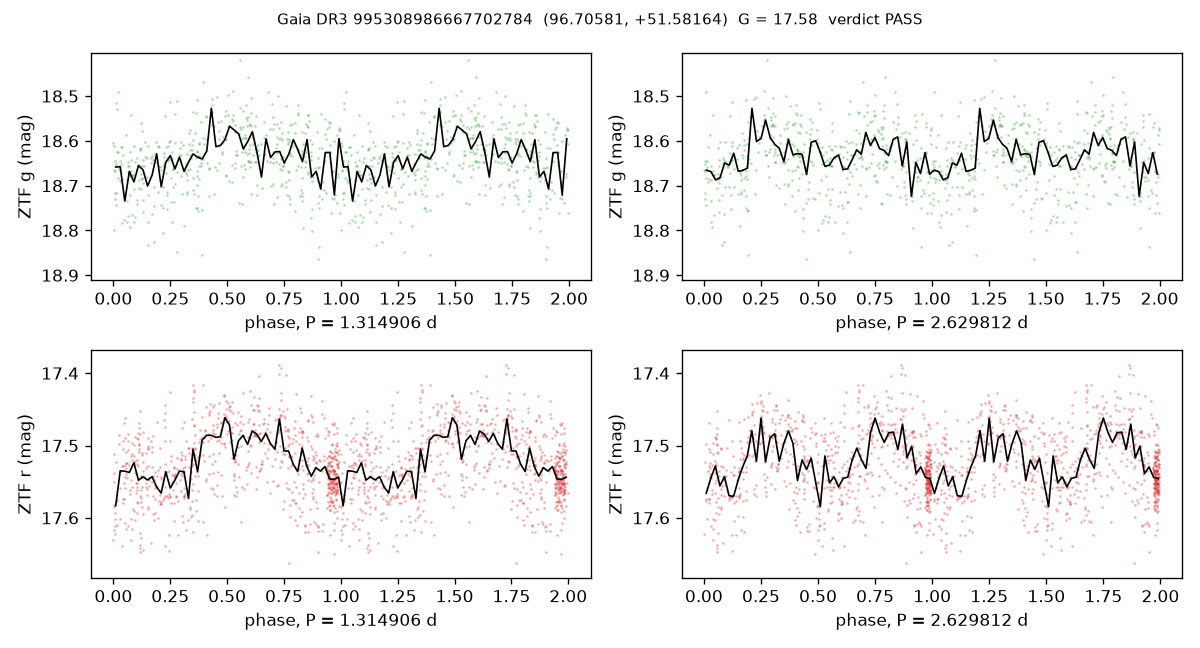 Gaia DR3 995308986667702784 (96.70581, +51.58164) G = 17.58 verdict PASS
ZTF g (mag)
18.5
18.6
18.7
18.8
18.9
0.00 0.25 0.50 0.75 1.00 1.25 1.50 1.75 2.00
phase, P = 1.314906 d
ZTF g (mag)
18.5
18.6
18.7
18.8
18.9
0.00 0.25 0.50 0.75 1.00 1.25 1.50 1.75 2.00
phase, P = 2.629812 d
ZTF r (mag)
17.4
17.5
17.6
0.00 0.25 0.50 0.75 1.00 1.25 1.50 1.75 2.00
phase, P = 1.314906 d
ZTF r (mag)
17.4
17.5
17.6
0.00 0.25 0.50 0.75 1.00 1.25 1.50 1.75 2.00
phase, P = 2.629812 d